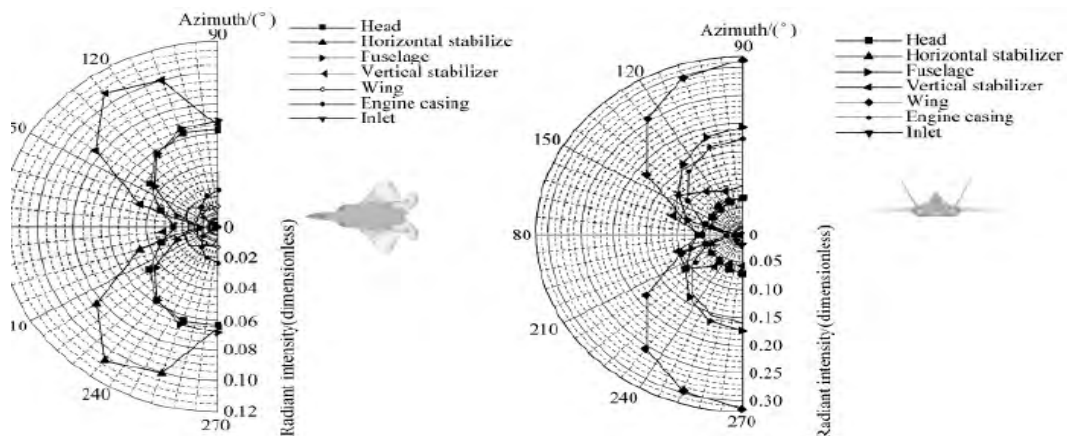 Azimuth/(°)
90
120
50
0
0.02
0.04
0.06
0.08
0.10
0.12
10
240
270
Radiant intensity(dimensionless)
Head
Horizontal stabilize
Fuselage
Vertical stabilizer
Wing
Engine casing
Inlet
Azimuth/(°)
90
120
150
80
0
0.05
0.10
0.15
0.20
0.25
0.30
210
240
270
Radiant intensity(dimensionless)
Head
Horizontal stabilizer
Fuselage
Vertical stabilizer
Wing
Engine casing
Inlet